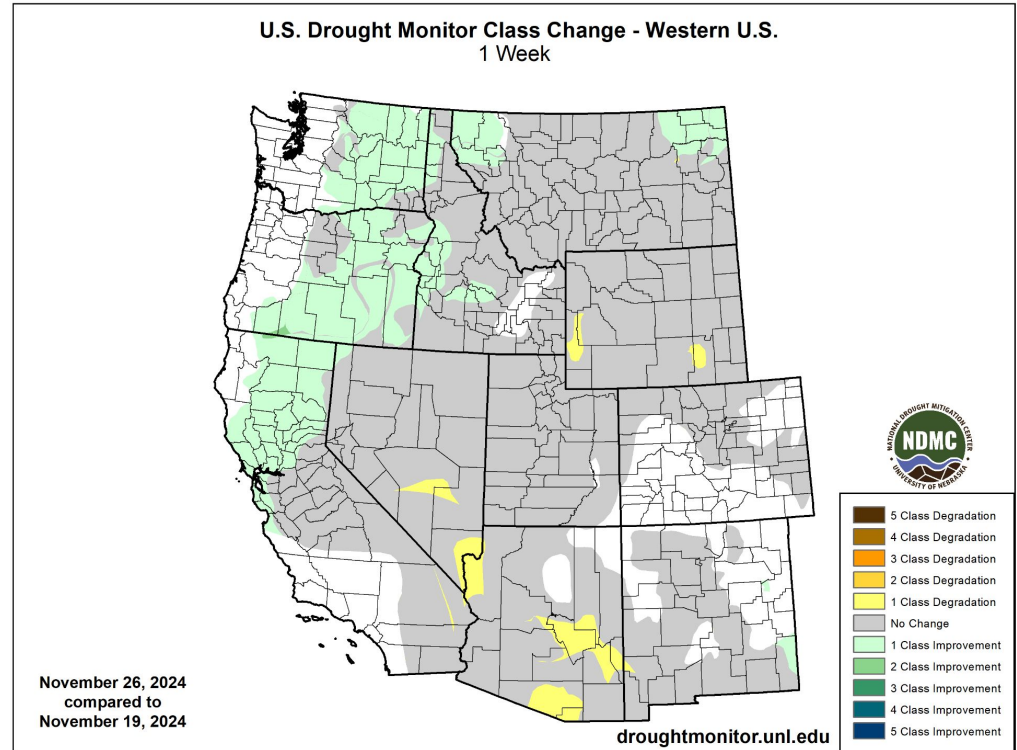 U.S. Drought Monitor Class Change - Western U.S.
1 Week
NATIONAL DROUGHT MITIGATION CENTER
NDMC
UNIVERSITY OF NEBRASKA
5 Class Degradation
4 Class Degradation
3 Class Degradation
2 Class Degradation
1 Class Degradation
No Change
1 Class Improvement
2 Class Improvement
3 Class Improvement
4 Class Improvement
5 Class Improvement
November 26, 2024
compared to
November 19, 2024
droughtmonitor.unl.edu